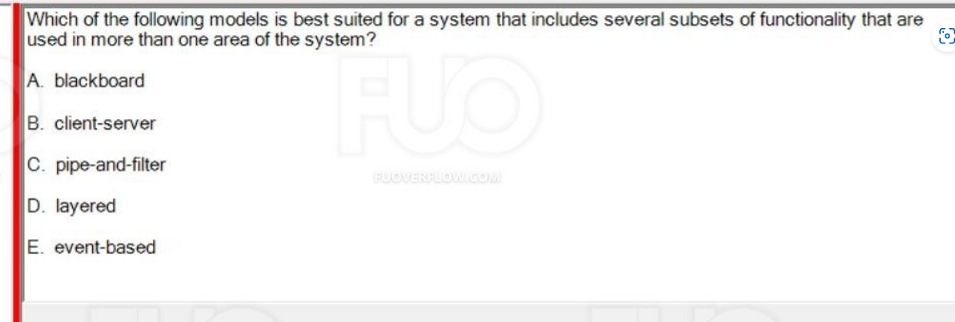 Which of the following models is best suited for a system that includes several subsets of functionality that are
used in more than one area of the system?
A. blackboard
B. client-server
FUO
C. pipe-and-filter
FUOVERFLOW.COM
D. layered
E. event-based